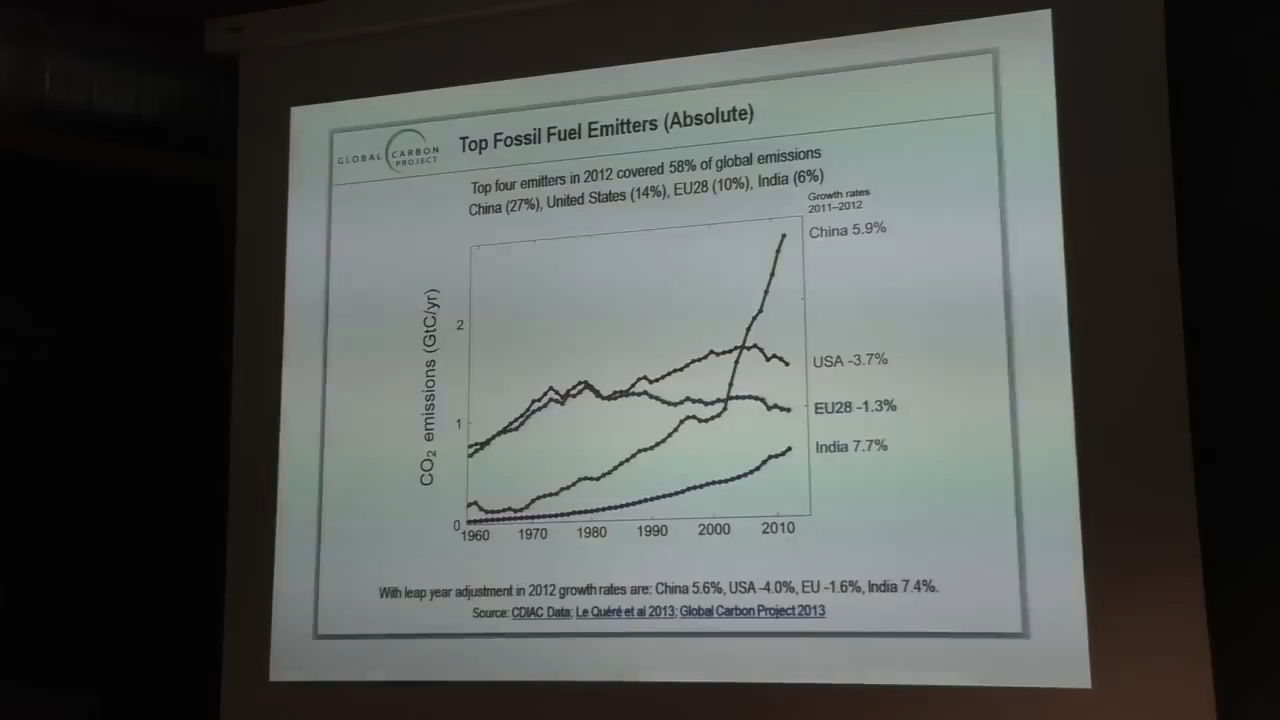 GLOBAL CARBON PROJECT
Top Fossil Fuel Emitters (Absolute)
Top four emitters in 2012 covered 58% of global emissions
China (27%), United States (14%), EU28 (10%), India (6%)
Growth rates
2011–2012
China 5.9%
USA -3.7%
EU28 -1.3%
India 7.7%
CO₂ emissions (GtC/yr)
2
1
0
1960 1970 1980 1990 2000 2010
With leap year adjustment in 2012 growth rates are: China 5.6%, USA -4.0%, EU -1.6%, India 7.4%.
Source: CDIAC Data; Le Quéré et al 2013; Global Carbon Project 2013